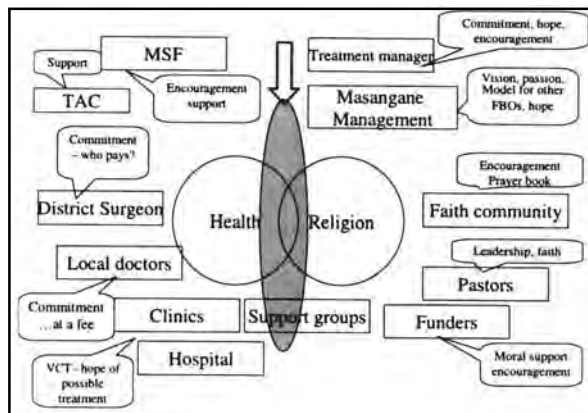 MSF
Support
TAC
Encouragement
support
Commitment
– who pays?
District Surgeon
Local doctors
Commitment
…at a fee
Clinics
VCT– hope of
possible
treatment
Hospital
Health
Religion
Support groups
Commitment, hope,
encouragement
Treatment manager
Vision, passion.
Model for other
FBOs, hope
Masangane
Management
Encouragement
Prayer book
Faith community
Leadership, faith
Pastors
Funders
Moral support
encouragement